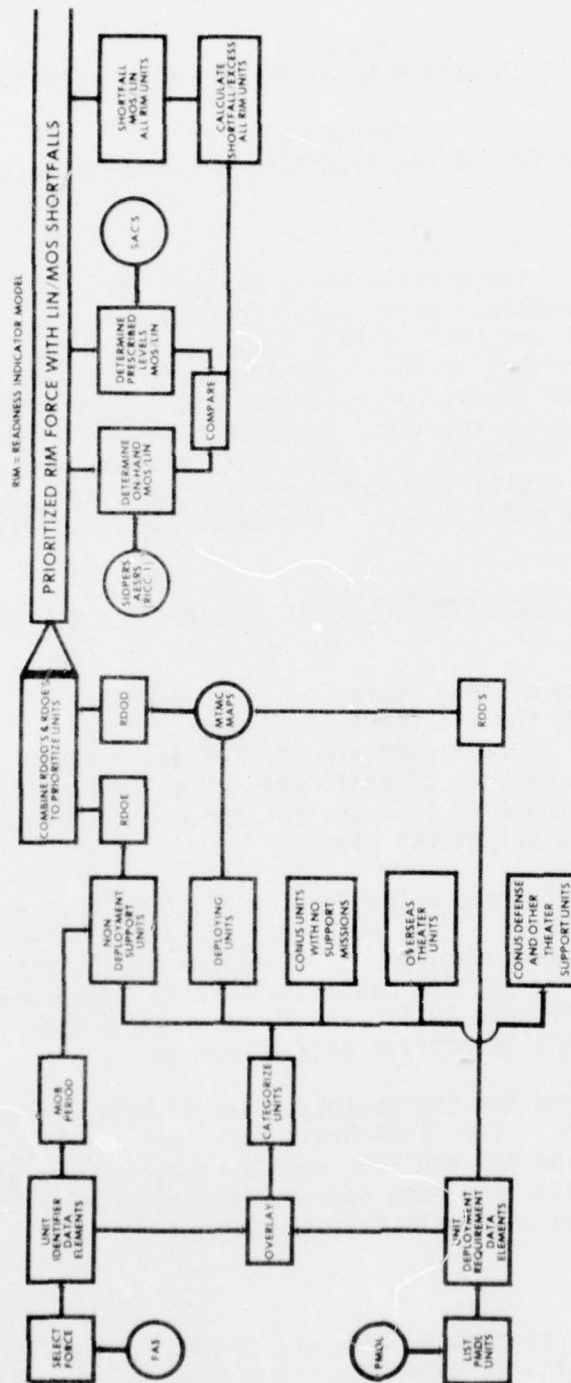 RIM = READINESS INDICATOR MODEL
PRIORITIZED RIM FORCE WITH LIN/MOS SHORTFALLS
COMBINE RDOD'S & RDOE'S
TO PRIORITIZE UNITS
SELECT
FORCE
FAS
UNIT
IDENTIFIER
DATA
ELEMENTS
MOB
PERIOD
NON
DEPLOYMENT
SUPPORT
UNITS
RDOE
RDOD
SIDPERS
AESRS
(RICC-1)
DETERMINE
ON-HAND
MOS/LIN
DETERMINE
PRESCRIBED
LEVELS
MOS/LIN
SAC'S
SHORTFALL
MOS/LIN
ALL RIM UNITS
COMPARE
CALCULATE
SHORTFALL/EXCESS
ALL RIM UNITS
OVERLAY
CATEGORIZE
UNITS
DEPLOYING
UNITS
MTMC
MAPS
CONUS UNITS
WITH NO
SUPPORT
MISSIONS
OVERSEAS
THEATER
UNITS
PMDL
LIST
PMDL
UNITS
UNIT
DEPLOYMENT
REQUIREMENT
DATA
ELEMENTS
RDD'S
CONUS DEFENSE
AND OTHER
THEATER
SUPPORT UNITS